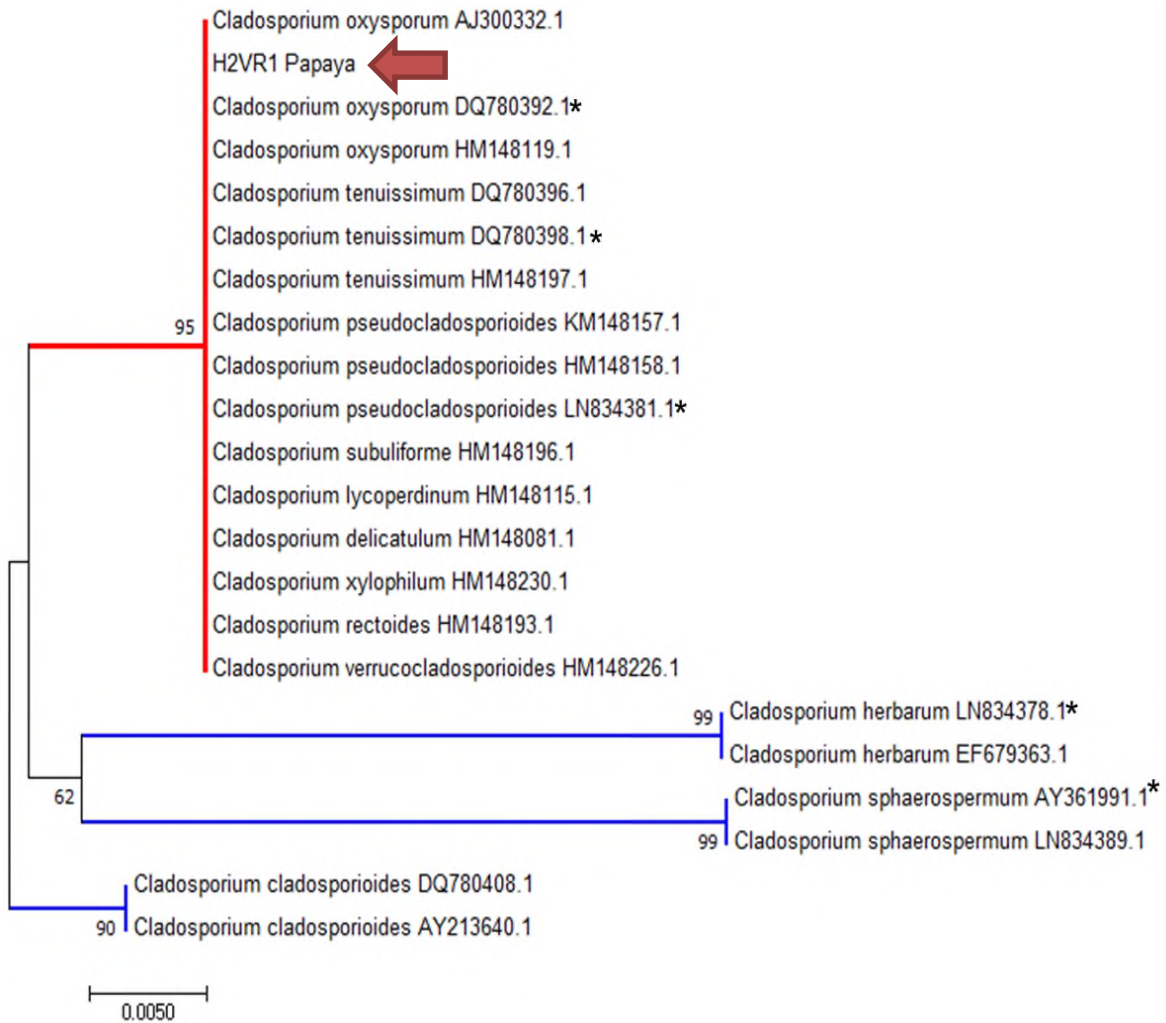 Cladosporium oxysporum AJ300332.1
H2VR1 Papaya
Cladosporium oxysporum DQ780392.1*
Cladosporium oxysporum HM148119.1
Cladosporium tenuissimum DQ780396.1
Cladosporium tenuissimum DQ780398.1*
Cladosporium tenuissimum HM148197.1
95
Cladosporium pseudocladosporioides KM148157.1
Cladosporium pseudocladosporioides HM148158.1
Cladosporium pseudocladosporioides LN834381.1*
Cladosporium subuliforme HM148196.1
Cladosporium lycoperdinum HM148115.1
Cladosporium delicatulum HM148081.1
Cladosporium xylophilum HM148230.1
Cladosporium rectoides HM148193.1
Cladosporium verrucocladosporioides HM148226.1
99
Cladosporium herbarum LN834378.1*
Cladosporium herbarum EF679363.1
62
Cladosporium sphaerospermum AY361991.1*
99
Cladosporium sphaerospermum LN834389.1
Cladosporium cladosporioides DQ780408.1
90
Cladosporium cladosporioides AY213640.1
0.0050